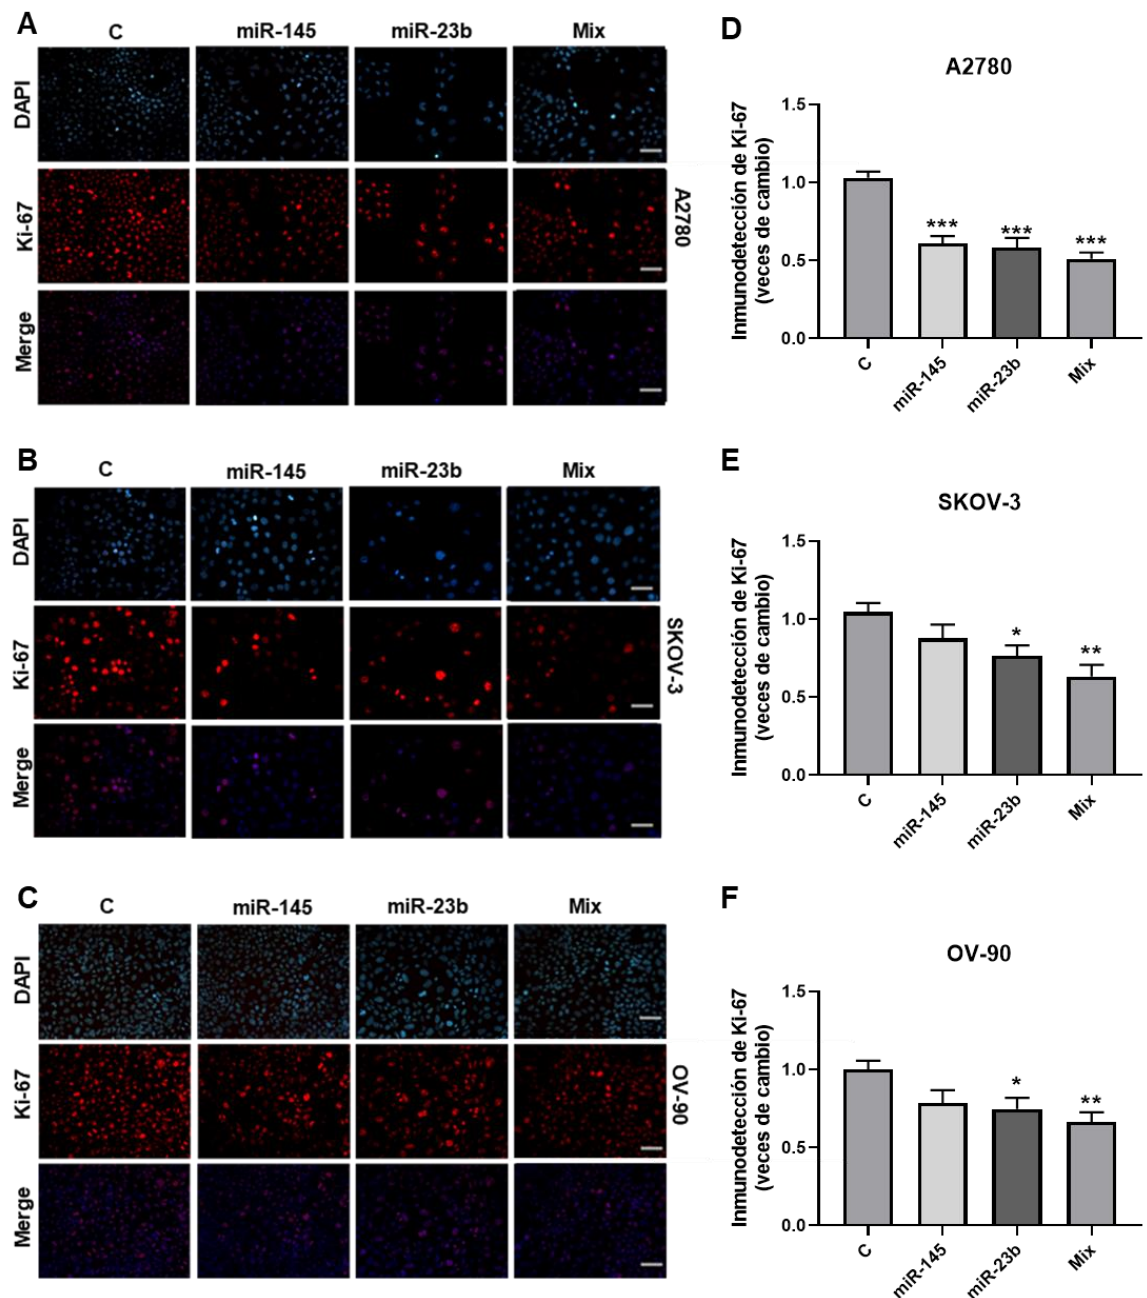 A
C miR-145 miR-23b Mix
DAPI
Ki-67
Merge
A2780
B
C miR-145 miR-23b Mix
DAPI
Ki-67
Merge
SKOV-3
C
C miR-145 miR-23b Mix
DAPI
Ki-67
Merge
OV-90
D
A2780
Inmunodetección de Ki-67
(veces de cambio)
1.5
1.0
0.5
0.0
***
***
***
C miR-145 miR-23b Mix
E
SKOV-3
Inmunodetección de Ki-67
(veces de cambio)
1.5
1.0
0.5
0.0
*
**
C miR-145 miR-23b Mix
F
OV-90
Inmunodetección de Ki-67
(veces de cambio)
1.5
1.0
0.5
0.0
*
**
C miR-145 miR-23b Mix